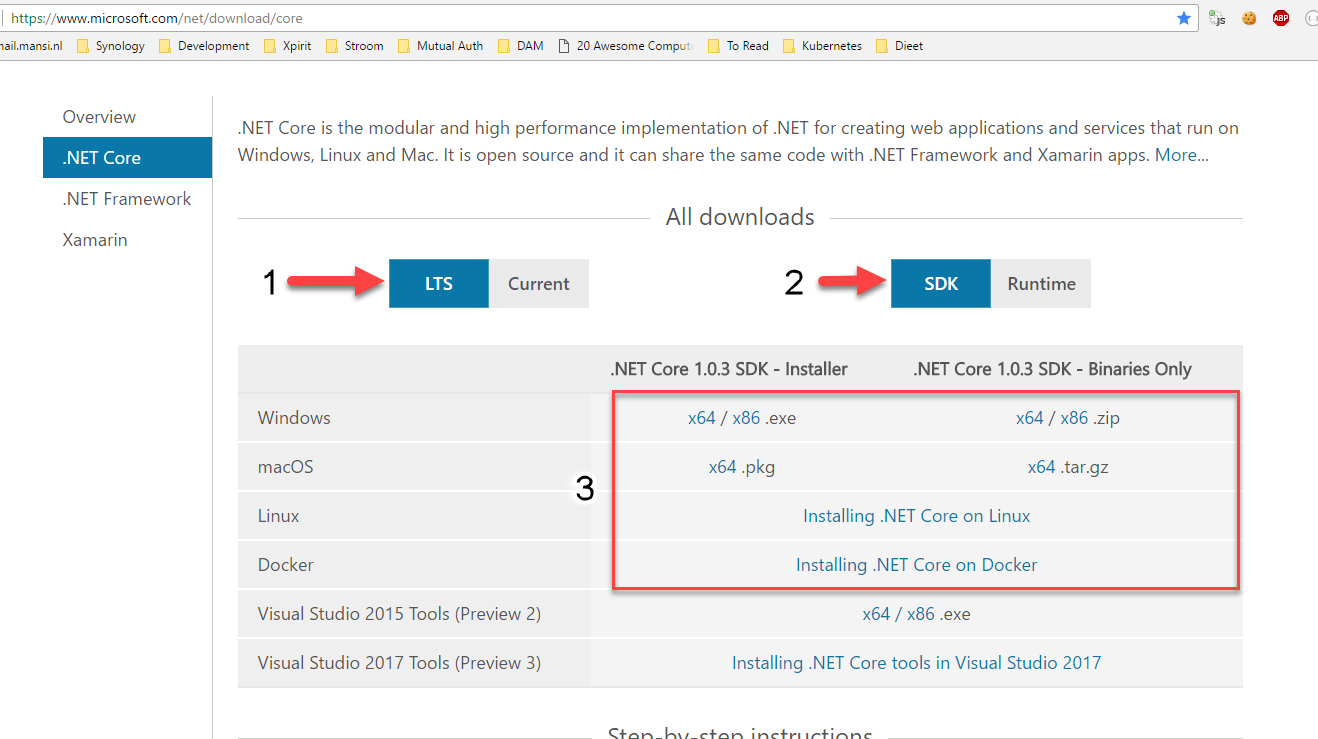 https://www.microsoft.com/net/download/core
mail.mansi.nl Synology Development Xpirit Stroom Mutual Auth DAM 20 Awesome Comput To Read Kubernetes Dieet
Overview
.NET Core
.NET Framework
Xamarin
.NET Core is the modular and high performance implementation of .NET for creating web applications and services that run on
Windows, Linux and Mac. It is open source and it can share the same code with .NET Framework and Xamarin apps. More...
All downloads
1 LTS Current 2 SDK Runtime
.NET Core 1.0.3 SDK - Installer .NET Core 1.0.3 SDK - Binaries Only
Windows x64 / x86 .exe x64 / x86 .zip
macOS x64 .pkg x64 .tar.gz
3
Linux Installing .NET Core on Linux
Docker Installing .NET Core on Docker
Visual Studio 2015 Tools (Preview 2) x64 / x86 .exe
Visual Studio 2017 Tools (Preview 3) Installing .NET Core tools in Visual Studio 2017
Step-by-step instructions
js
ABP